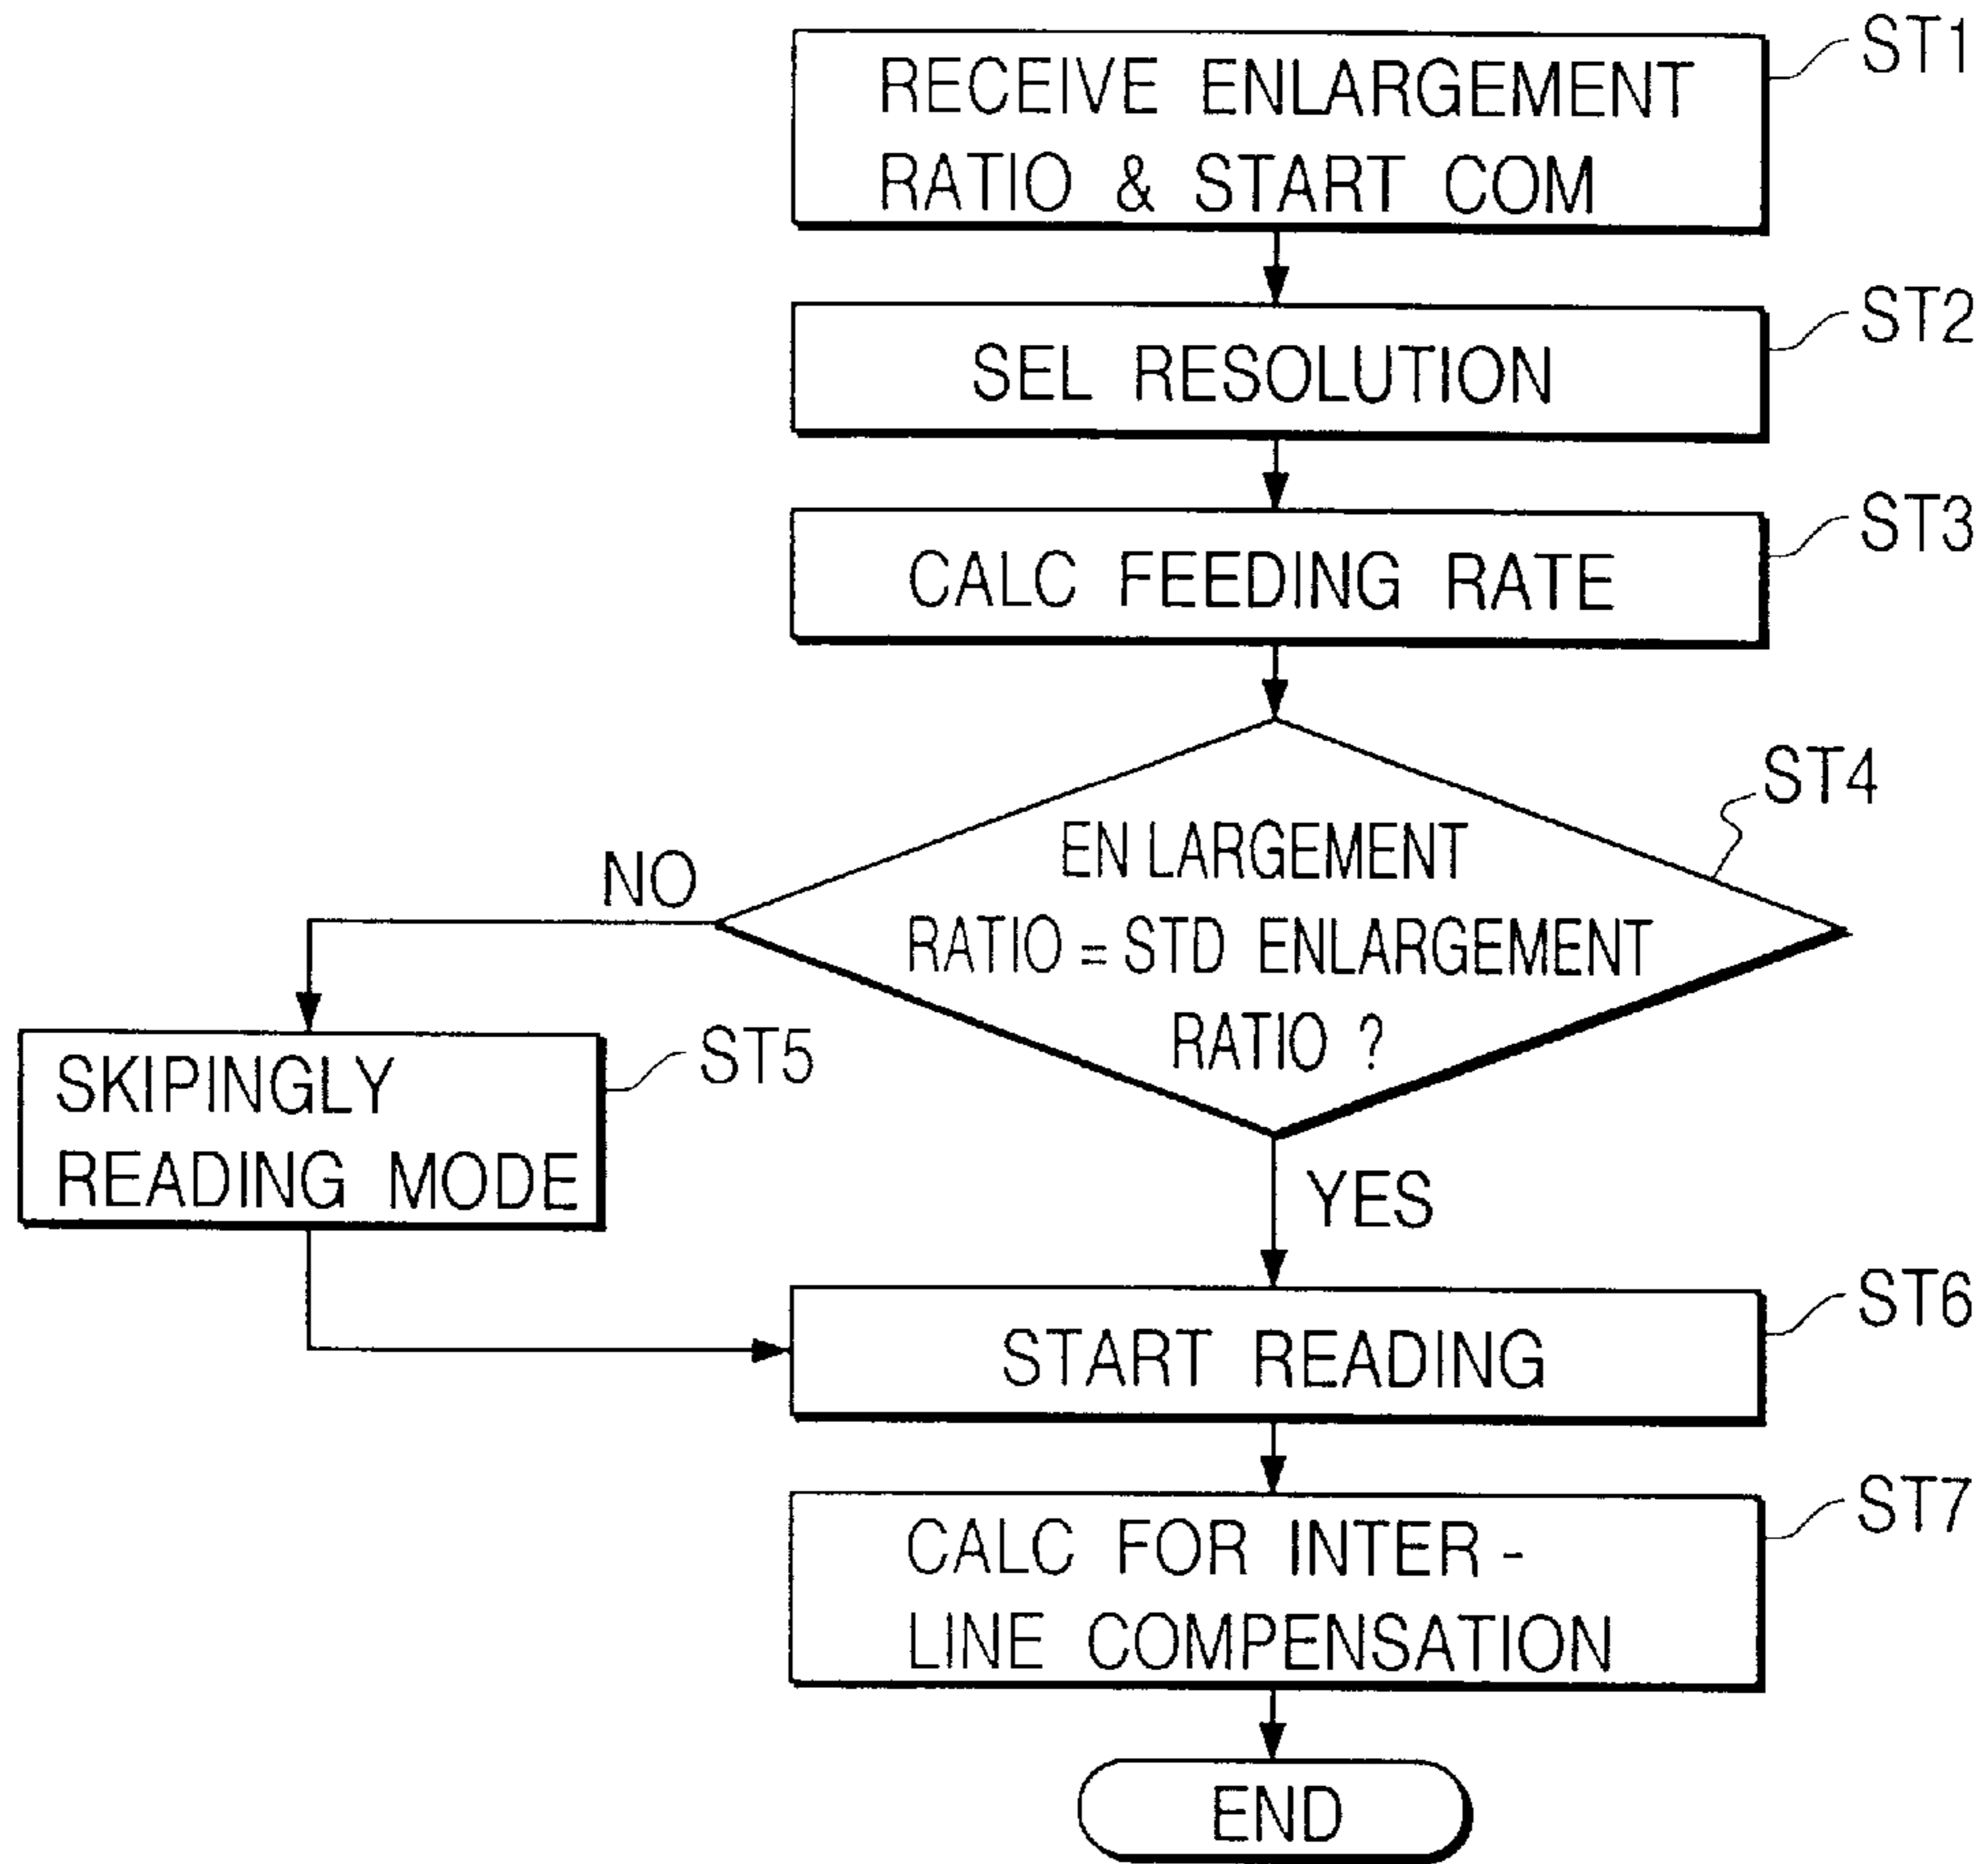 RECEIVE ENLARGEMENT
RATIO & START COM
ST1
SEL RESOLUTION
ST2
CALC FEEDING RATE
ST3
ST4
EN LARGEMENT
RATIO = STD ENLARGEMENT
RATIO ?
NO
SKIPINGLY
READING MODE
ST5
YES
START READING
ST6
CALC FOR INTER -
LINE COMPENSATION
ST7
END